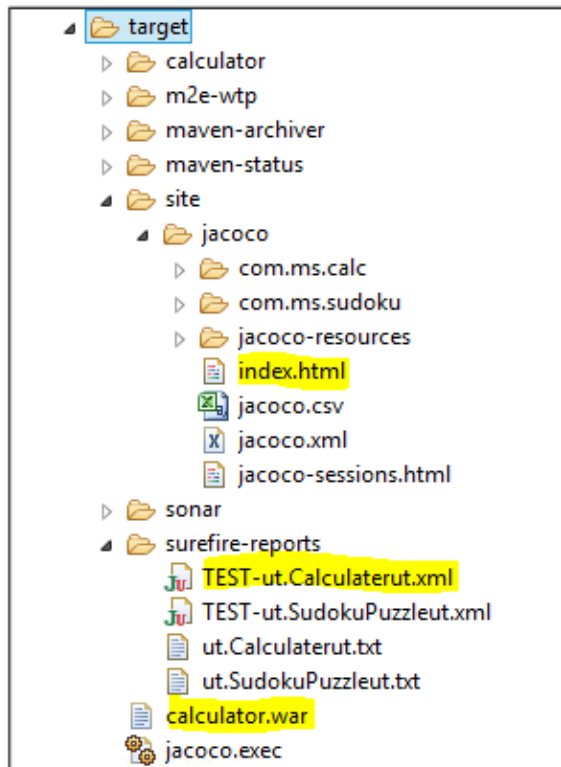 target
calculator
m2e-wtp
maven-archiver
maven-status
site
jacoco
com.ms.calc
com.ms.sudoku
jacoco-resources
index.html
jacoco.csv
jacoco.xml
jacoco-sessions.html
sonar
surefire-reports
TEST-ut.Calculaterut.xml
TEST-ut.SudokuPuzzleut.xml
ut.Calculaterut.txt
ut.SudokuPuzzleut.txt
calculator.war
jacoco.exec